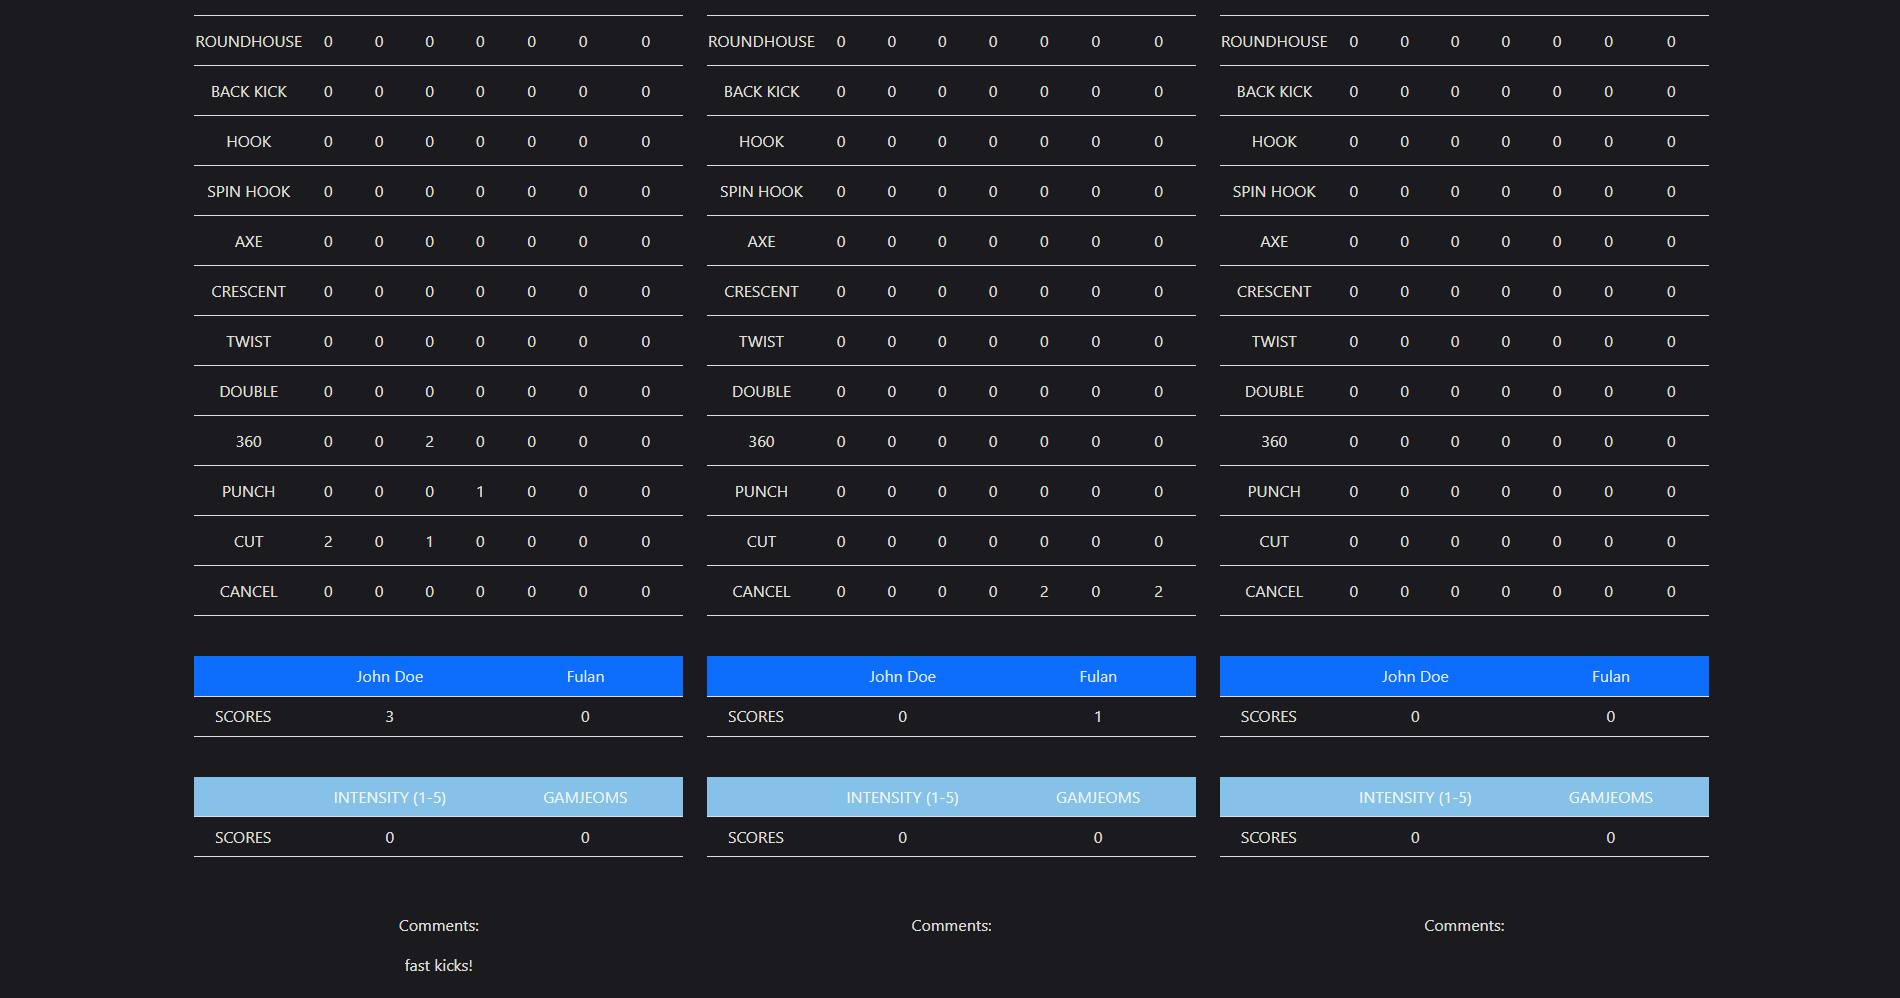 ROUNDHOUSE 0 0 0 0 0 0 0 ROUNDHOUSE 0 0 0 0 0 0 0 ROUNDHOUSE 0 0 0 0 0 0 0
BACK KICK 0 0 0 0 0 0 0 BACK KICK 0 0 0 0 0 0 0 BACK KICK 0 0 0 0 0 0 0
HOOK 0 0 0 0 0 0 0 HOOK 0 0 0 0 0 0 0 HOOK 0 0 0 0 0 0 0
SPIN HOOK 0 0 0 0 0 0 0 SPIN HOOK 0 0 0 0 0 0 0 SPIN HOOK 0 0 0 0 0 0 0
AXE 0 0 0 0 0 0 0 AXE 0 0 0 0 0 0 0 AXE 0 0 0 0 0 0 0
CRESCENT 0 0 0 0 0 0 0 CRESCENT 0 0 0 0 0 0 0 CRESCENT 0 0 0 0 0 0 0
TWIST 0 0 0 0 0 0 0 TWIST 0 0 0 0 0 0 0 TWIST 0 0 0 0 0 0 0
DOUBLE 0 0 0 0 0 0 0 DOUBLE 0 0 0 0 0 0 0 DOUBLE 0 0 0 0 0 0 0
360 0 0 2 0 0 0 0 360 0 0 0 0 0 0 0 360 0 0 0 0 0 0 0
PUNCH 0 0 0 1 0 0 0 PUNCH 0 0 0 0 0 0 0 PUNCH 0 0 0 0 0 0 0
CUT 2 0 1 0 0 0 0 CUT 0 0 0 0 0 0 0 CUT 0 0 0 0 0 0 0
CANCEL 0 0 0 0 0 0 0 CANCEL 0 0 0 0 2 0 2 CANCEL 0 0 0 0 0 0 0
John Doe Fulan John Doe Fulan John Doe Fulan
SCORES 3 0 SCORES 0 1 SCORES 0 0
INTENSITY (1-5) GAMJEOMS INTENSITY (1-5) GAMJEOMS INTENSITY (1-5) GAMJEOMS
SCORES 0 0 SCORES 0 0 SCORES 0 0
Comments: Comments: Comments:
fast kicks!